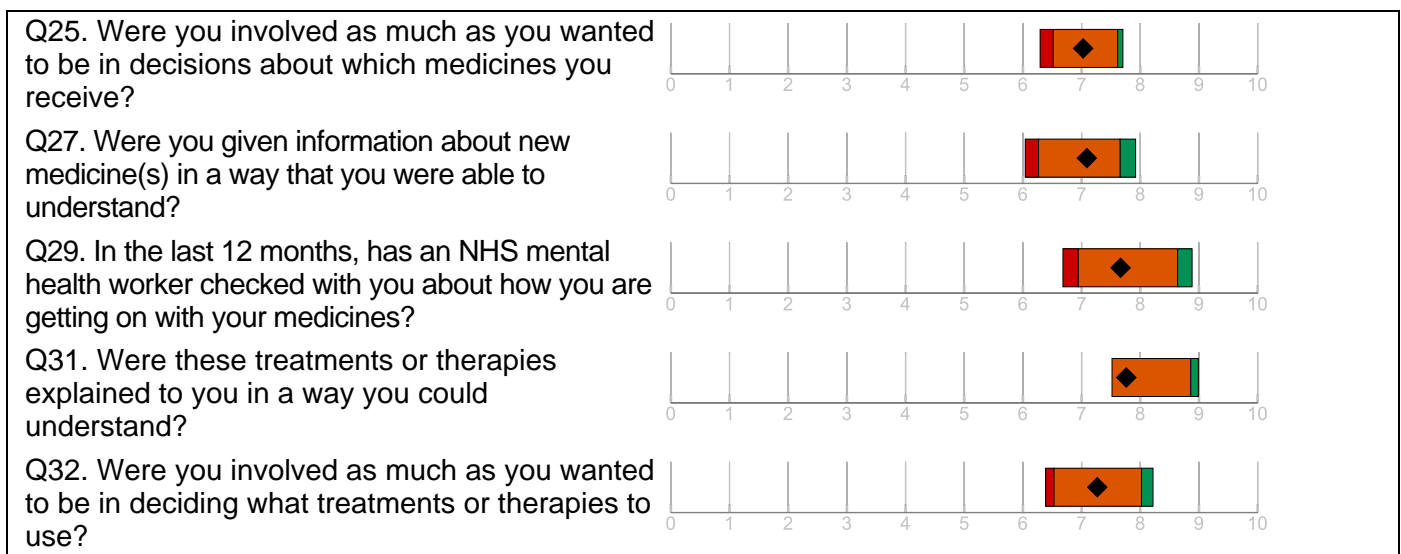 Q25. Were you involved as much as you wanted
to be in decisions about which medicines you
receive?
0 1 2 3 4 5 6 7 8 9 10
Q27. Were you given information about new
medicine(s) in a way that you were able to
understand?
0 1 2 3 4 5 6 7 8 9 10
Q29. In the last 12 months, has an NHS mental
health worker checked with you about how you are
getting on with your medicines?
0 1 2 3 4 5 6 7 8 9 10
Q31. Were these treatments or therapies
explained to you in a way you could
understand?
0 1 2 3 4 5 6 7 8 9 10
Q32. Were you involved as much as you wanted
to be in deciding what treatments or therapies to
use?
0 1 2 3 4 5 6 7 8 9 10